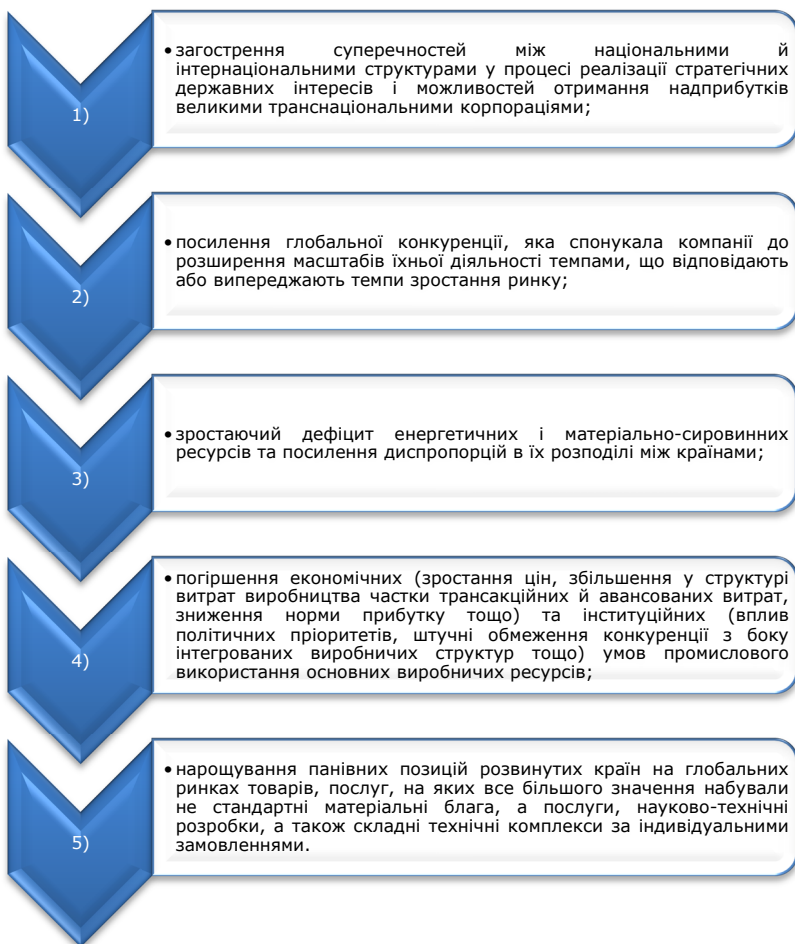 1)
• загострення суперечностей між національними й
інтернаціональними структурами у процесі реалізації стратегічних
державних інтересів і можливостей отримання надприбутків
великими транснаціональними корпораціями;
2)
• посилення глобальної конкуренції, яка спонукала компанії до
розширення масштабів їхньої діяльності темпами, що відповідають
або випереджають темпи зростання ринку;
3)
• зростаючий дефіцит енергетичних і матеріально-сировинних
ресурсів та посилення диспропорцій в їх розподілі між країнами;
4)
• погіршення економічних (зростання цін, збільшення у структурі
витрат виробництва частки трансакційних й авансованих витрат,
зниження норми прибутку тощо) та інституційних (вплив
політичних пріоритетів, штучні обмеження конкуренції з боку
інтегрованих виробничих структур тощо) умов промислового
використання основних виробничих ресурсів;
5)
• нарощування панівних позицій розвинутих країн на глобальних
ринках товарів, послуг, на яких все більшого значення набували
не стандартні матеріальні блага, а послуги, науково-технічні
розробки, а також складні технічні комплекси за індивідуальними
замовленнями.